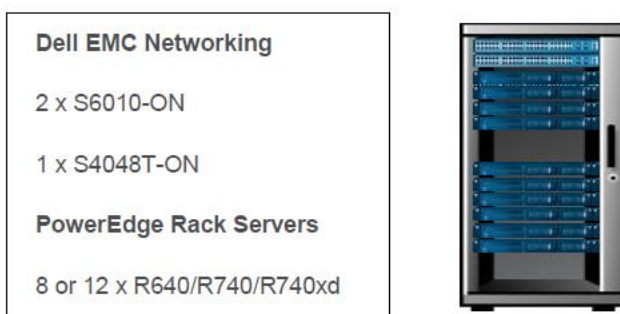 Dell EMC Networking
2 x S6010-ON
1 x S4048T-ON
PowerEdge Rack Servers
8 or 12 x R640/R740/R740xd